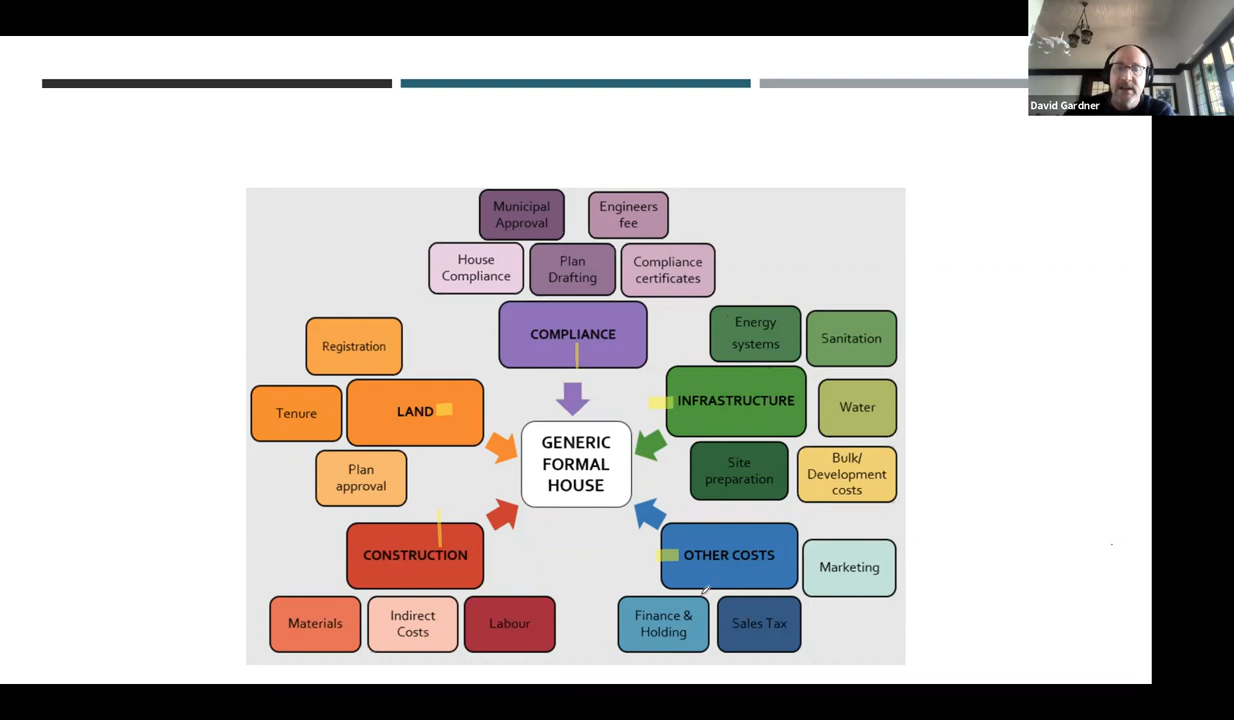 David Gardner
Municipal
Approval
Engineers
fee
House
Compliance
Plan
Drafting
Compliance
certificates
COMPLIANCE
Registration
Tenure
LAND
Plan
approval
Energy
systems
Sanitation
INFRASTRUCTURE
Water
Site
preparation
Bulk/
Development
costs
GENERIC
FORMAL
HOUSE
CONSTRUCTION
Materials
Indirect
Costs
Labour
OTHER COSTS
Marketing
Finance &
Holding
Sales Tax